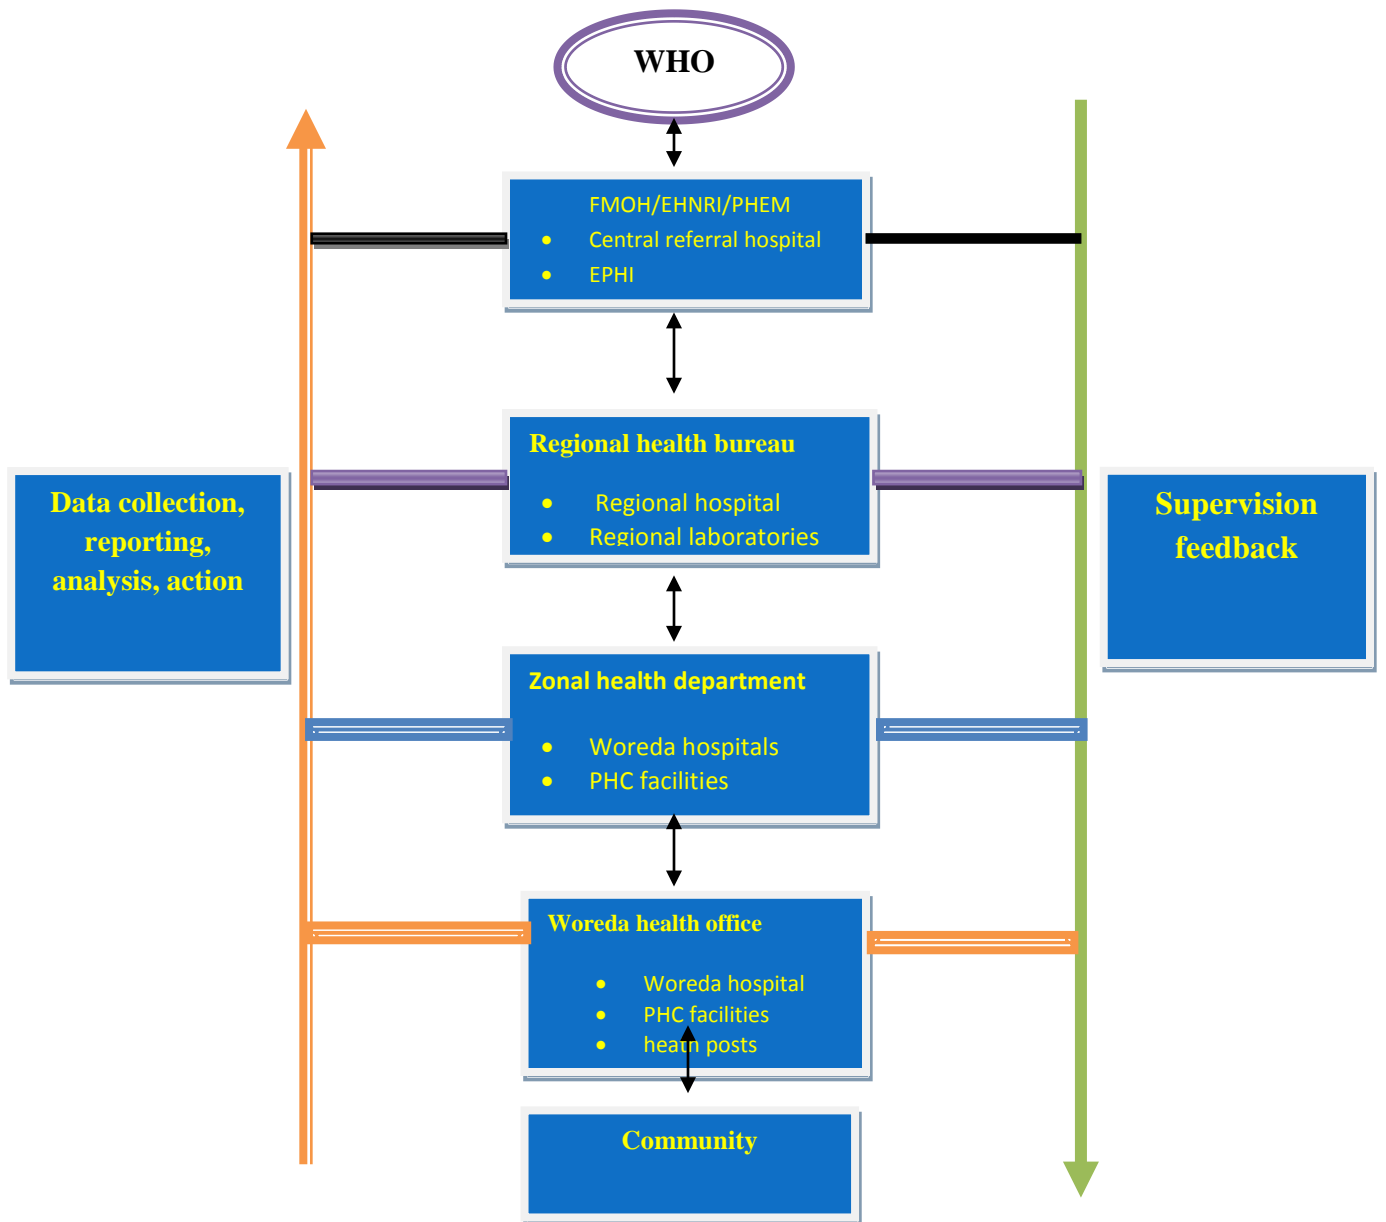 WHO
FMOH/EHNRI/PHEM
• Central referral hospital
• EPHI
Regional health bureau
• Regional hospital
• Regional laboratories
Data collection,
reporting,
analysis, action
Supervision
feedback
Zonal health department
• Woreda hospitals
• PHC facilities
Woreda health office
• Woreda hospital
• PHC facilities
• heath posts
Community